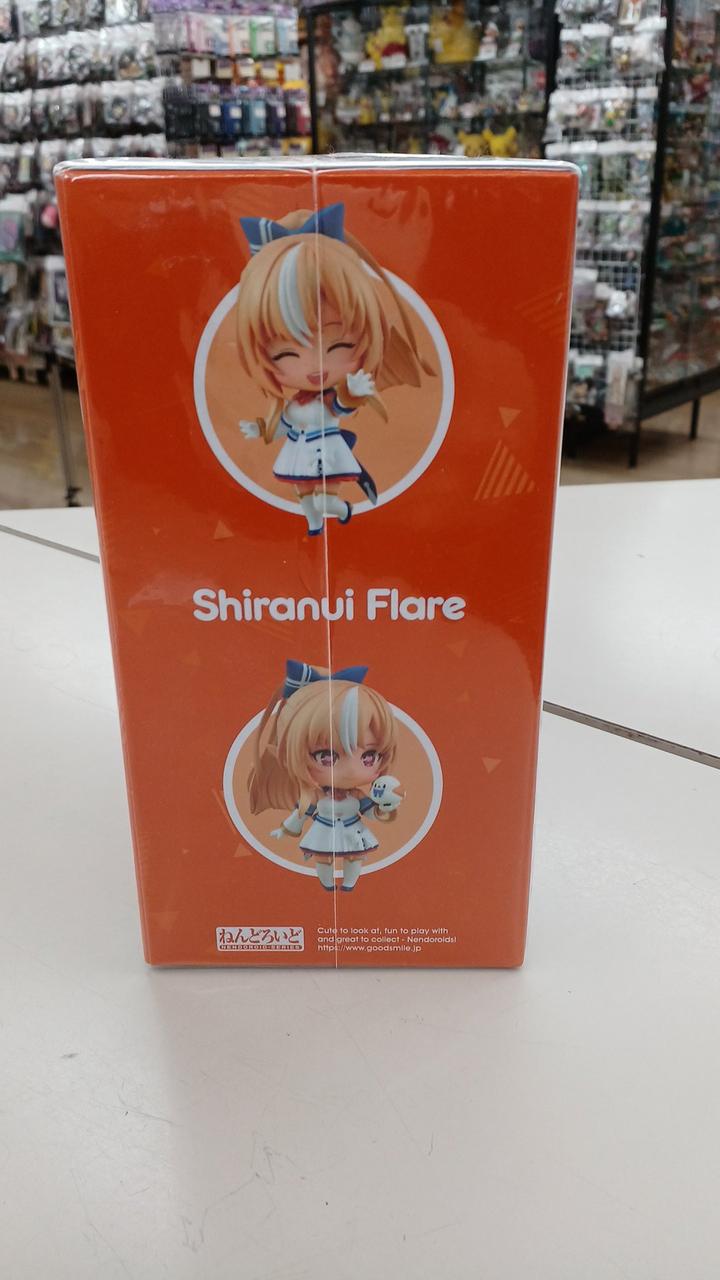 Shiranui Flare
ねんどろいど
NENDOROID SERIES
Cute to look at, fun to play with
and great to collect - Nendoroids!
https://www.goodsmile.jp